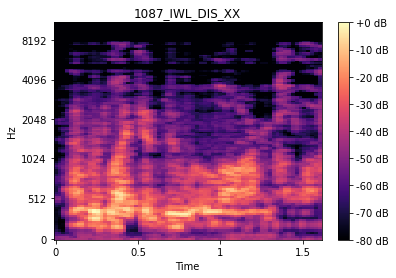 1087_IWL_DIS_XX
8192
4096
2048
1024
512
0
Hz
0
0.5
1
1.5
Time
+0 dB
-10 dB
-20 dB
-30 dB
-40 dB
-50 dB
-60 dB
-70 dB
-80 dB